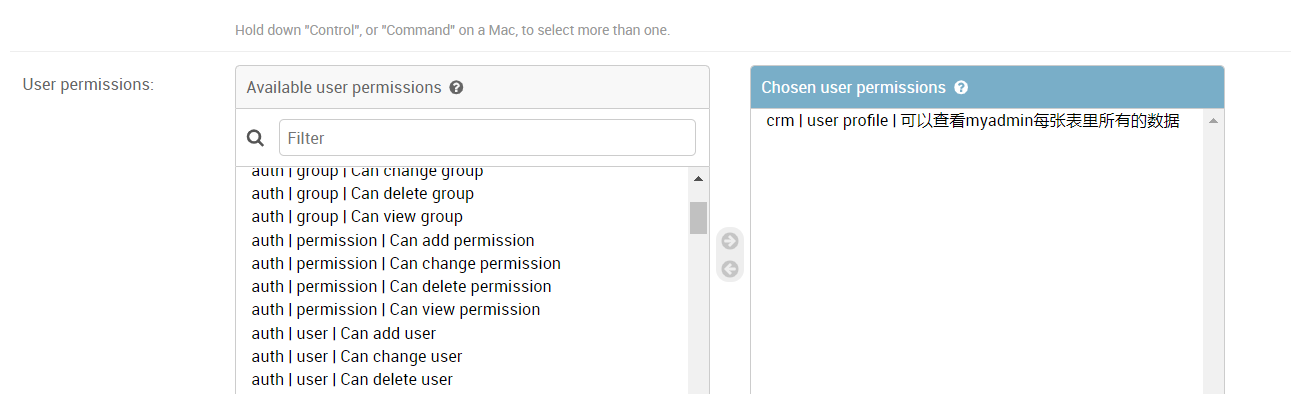 Hold down "Control", or "Command" on a Mac, to select more than one.
User permissions:
Available user permissions
Filter
auth | group | Can change group
auth | group | Can delete group
auth | group | Can view group
auth | permission | Can add permission
auth | permission | Can change permission
auth | permission | Can delete permission
auth | permission | Can view permission
auth | user | Can add user
auth | user | Can change user
auth | user | Can delete user
Chosen user permissions
crm | user profile | 可以查看myadmin每张表里所有的数据